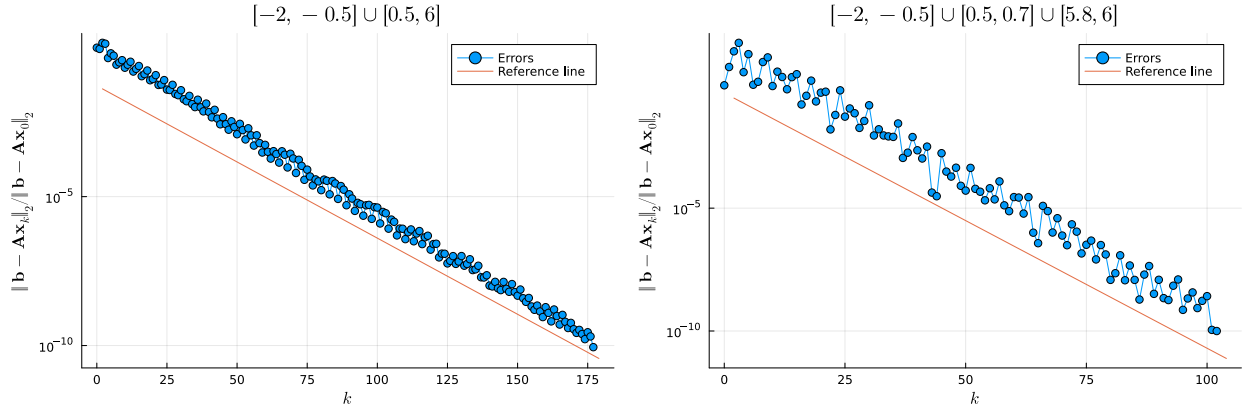 [−2, −0.5] ∪ [0.5, 6]
Errors
Reference line
‖b − Ax_k‖_2/‖b − Ax_0‖_2
10^−5
10^−10
0 25 50 75 100 125 150 175
k
[−2, −0.5] ∪ [0.5, 0.7] ∪ [5.8, 6]
Errors
Reference line
‖b − Ax_k‖_2/‖b − Ax_0‖_2
10^−5
10^−10
0 25 50 75 100
k